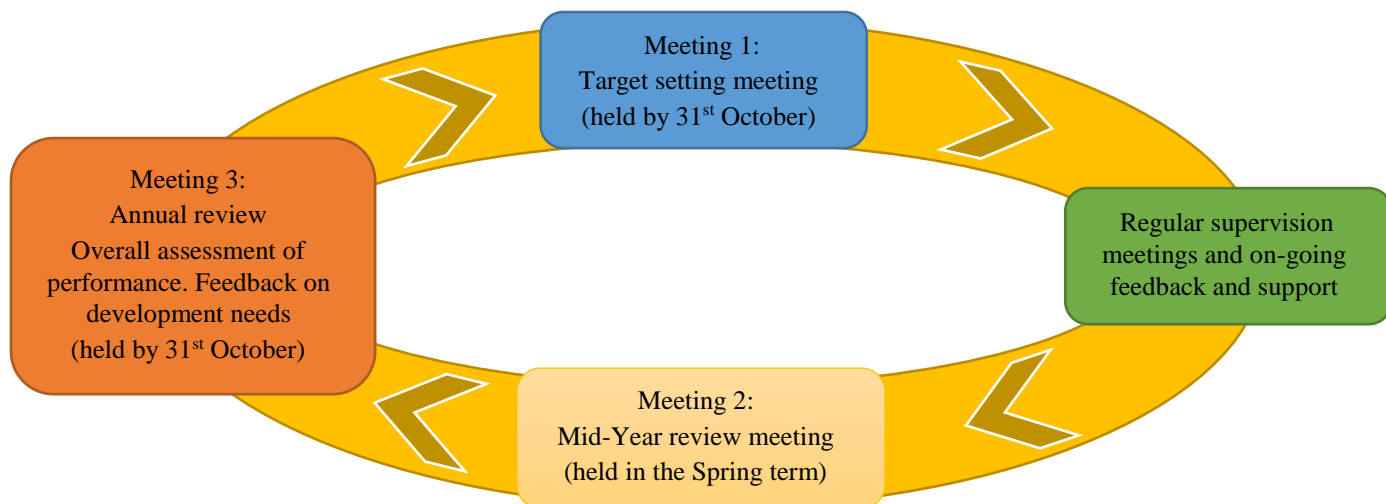 Meeting 1:
Target setting meeting
(held by 31st October)
Regular supervision
meetings and on-going
feedback and support
Meeting 2:
Mid-Year review meeting
(held in the Spring term)
Meeting 3:
Annual review
Overall assessment of
performance. Feedback on
development needs
(held by 31st October)